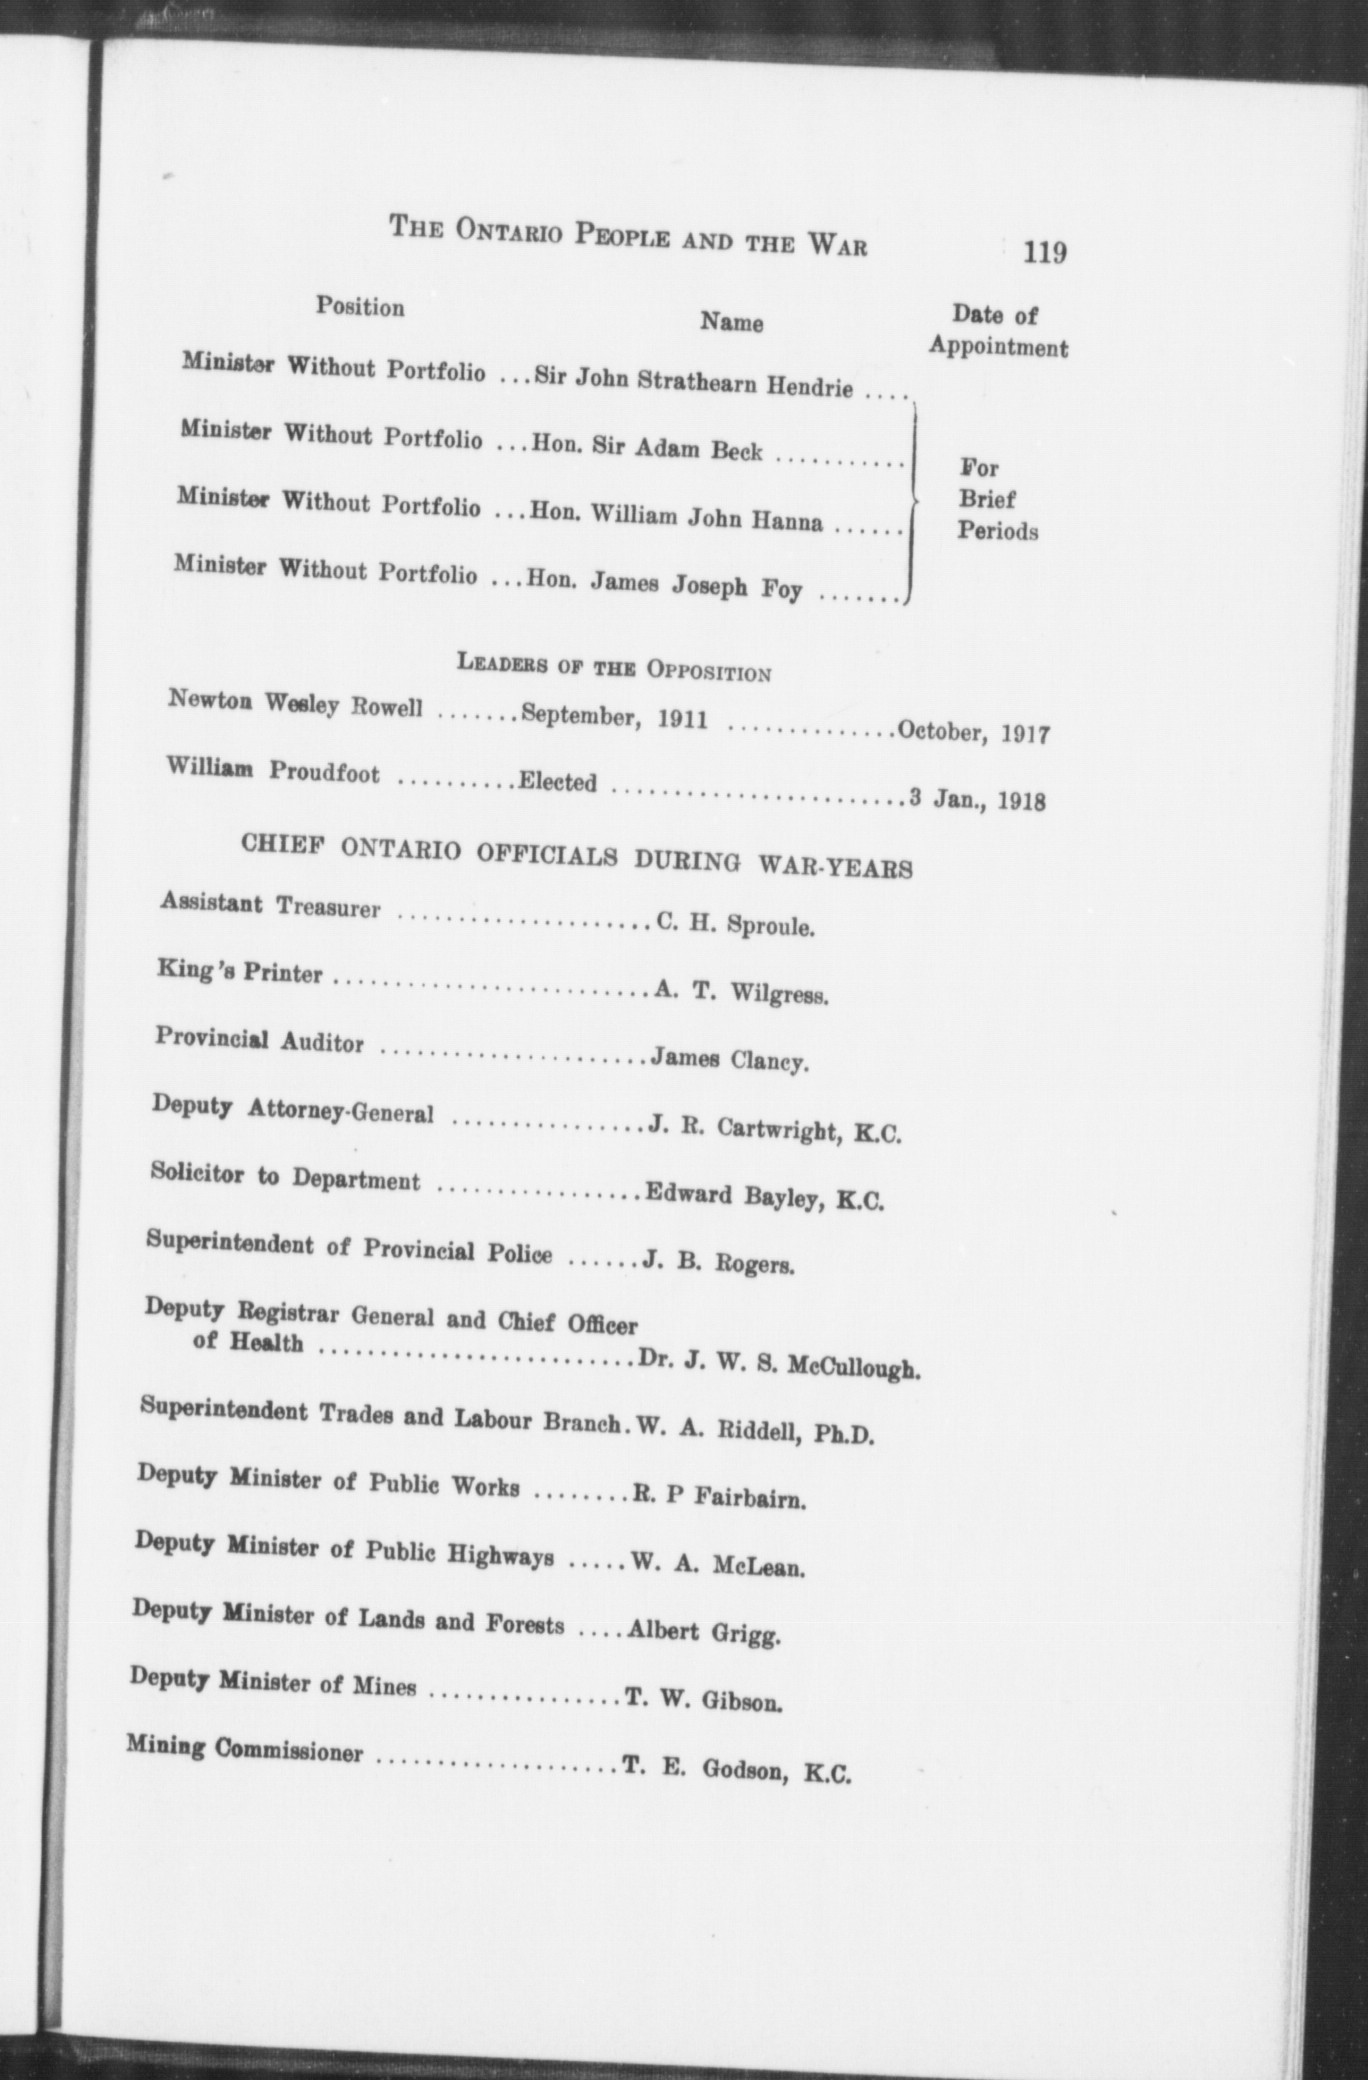 The Ontario People and the War 119
Position Name Date of
Appointment
Minister Without Portfolio ...Sir John Strathearn Hendrie ....
Minister Without Portfolio ...Hon. Sir Adam Beck ...........
For
Brief
Minister Without Portfolio ...Hon. William John Hanna ......
Periods
Minister Without Portfolio ...Hon. James Joseph Foy .......
Leaders of the Opposition
Newton Wesley Rowell .......September, 1911 ..............October, 1917
William Proudfoot ..........Elected ........................3 Jan., 1918
CHIEF ONTARIO OFFICIALS DURING WAR-YEARS
Assistant Treasurer .....................C. H. Sproule.
King's Printer ..........................A. T. Wilgress.
Provincial Auditor ......................James Clancy.
Deputy Attorney-General ................J. R. Cartwright, K.C.
Solicitor to Department .................Edward Bayley, K.C.
Superintendent of Provincial Police ......J. B. Rogers.
Deputy Registrar General and Chief Officer
of Health ..........................Dr. J. W. S. McCullough.
Superintendent Trades and Labour Branch.W. A. Riddell, Ph.D.
Deputy Minister of Public Works ........R. P Fairbairn.
Deputy Minister of Public Highways .....W. A. McLean.
Deputy Minister of Lands and Forests ....Albert Grigg.
Deputy Minister of Mines ................T. W. Gibson.
Mining Commissioner ....................T. E. Godson, K.C.